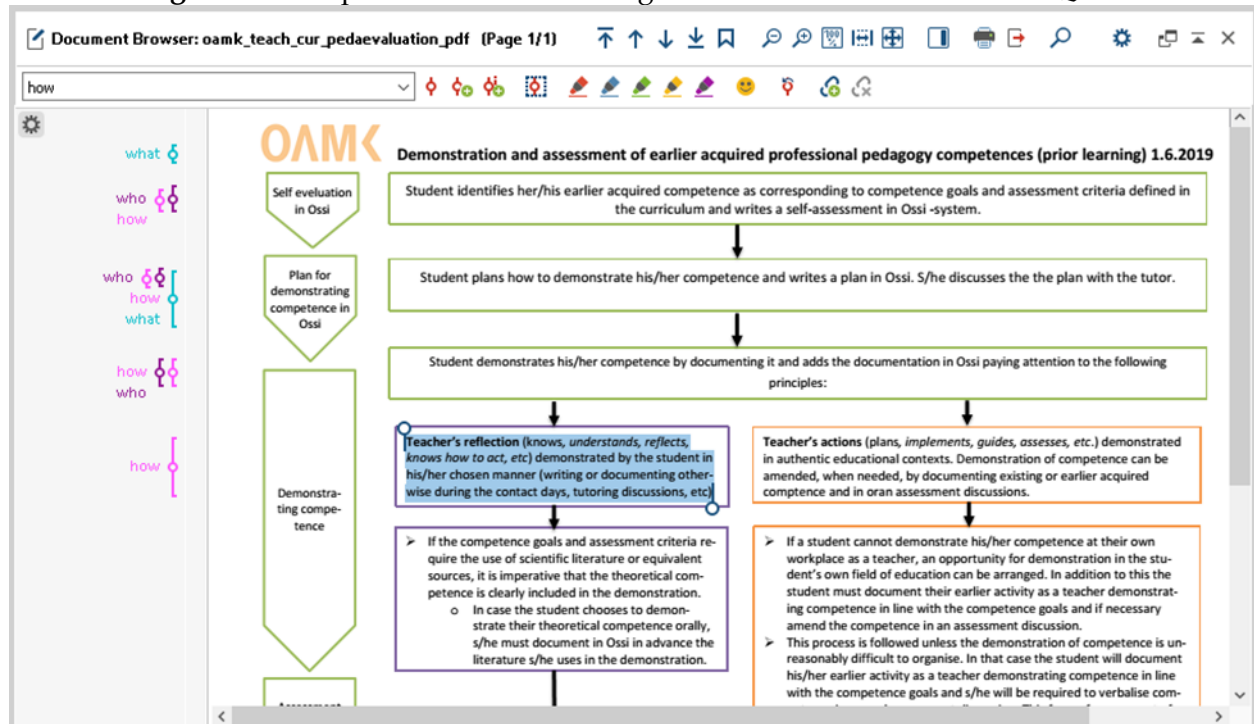 Document Browser: oamk_teach_cur_pedaevaluation_pdf (Page 1/1)
how
what
who
how
who
how
what
how
who
how
OAMK
Demonstration and assessment of earlier acquired professional pedagogy competences (prior learning) 1.6.2019
Self evaluation
in Ossi
Student identifies her/his earlier acquired competence as corresponding to competence goals and assessment criteria defined in
the curriculum and writes a self-assessment in Ossi -system.
Plan for
demonstrating
competence in
Ossi
Student plans how to demonstrate his/her competence and writes a plan in Ossi. S/he discusses the the plan with the tutor.
Student demonstrates his/her competence by documenting it and adds the documentation in Ossi paying attention to the following
principles:
Demonstra-
ting compe-
tence
Teacher's reflection (knows, understands, reflects,
knows how to act, etc) demonstrated by the student in
his/her chosen manner (writing or documenting other-
wise during the contact days, tutoring discussions, etc)
Teacher's actions (plans, implements, guides, assesses, etc.) demonstrated
in authentic educational contexts. Demonstration of competence can be
amended, when needed, by documenting existing or earlier acquired
comptence and in oran assessment discussions.
➢ If the competence goals and assessment criteria re-
quire the use of scientific literature or equivalent
sources, it is imperative that the theoretical com-
petence is clearly included in the demonstration.
o In case the student chooses to demon-
strate their theoretical competence orally,
s/he must document in Ossi in advance the
literature s/he uses in the demonstration.
➢ If a student cannot demonstrate his/her competence at their own
workplace as a teacher, an opportunity for demonstration in the stu-
dent's own field of education can be arranged. In addition to this the
student must document their earlier activity as a teacher demonstrat-
ing competence in line with the competence goals and if necessary
amend the competence in an assessment discussion.
➢ This process is followed unless the demonstration of competence is un-
reasonably difficult to organise. In that case the student will document
his/her earlier activity as a teacher demonstrating competence in line
with the competence goals and s/he will be required to verbalise com-